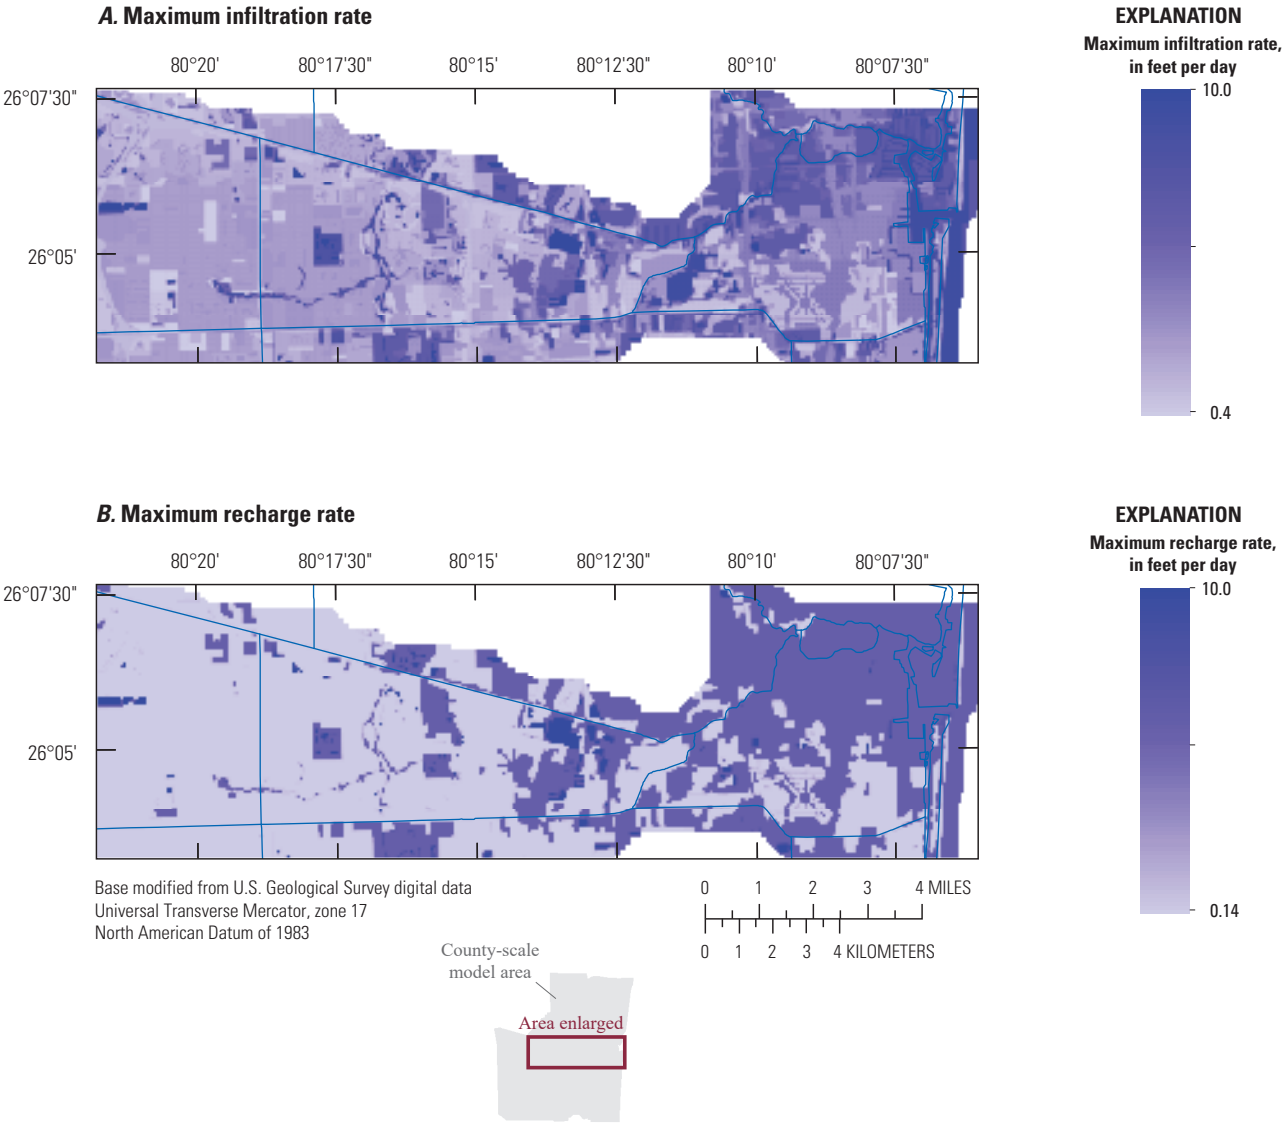 A. Maximum infiltration rate
80°20' 80°17'30" 80°15' 80°12'30" 80°10' 80°07'30"
26°07'30"
26°05'
EXPLANATION
Maximum infiltration rate,
in feet per day
10.0
0.4
B. Maximum recharge rate
80°20' 80°17'30" 80°15' 80°12'30" 80°10' 80°07'30"
26°07'30"
26°05'
EXPLANATION
Maximum recharge rate,
in feet per day
10.0
0.14
Base modified from U.S. Geological Survey digital data
Universal Transverse Mercator, zone 17
North American Datum of 1983
0 1 2 3 4 MILES
0 1 2 3 4 KILOMETERS
County-scale
model area
Area enlarged